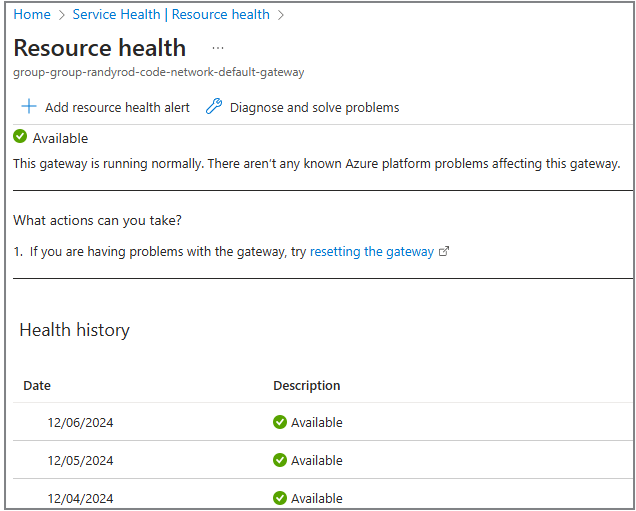 Home > Service Health | Resource health >
Resource health ...
group-group-randyrod-code-network-default-gateway
Add resource health alert Diagnose and solve problems
Available
This gateway is running normally. There aren't any known Azure platform problems affecting this gateway.
What actions can you take?
1. If you are having problems with the gateway, try resetting the gateway
Health history
Date Description
12/06/2024 Available
12/05/2024 Available
12/04/2024 Available